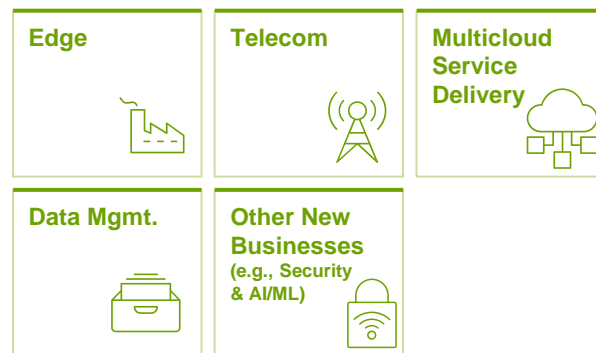 Edge
Telecom
Multicloud
Service
Delivery
Data Mgmt.
Other New
Businesses
(e.g., Security
& AI/ML)